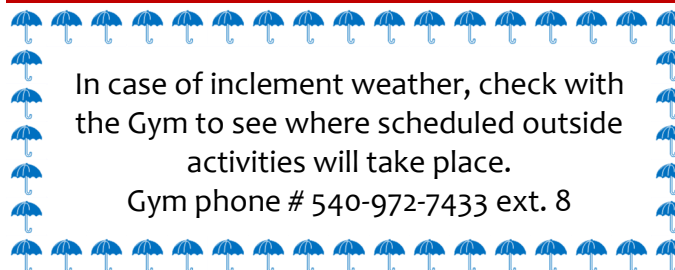 In case of inclement weather, check with
the Gym to see where scheduled outside
activities will take place.
Gym phone # 540-972-7433 ext. 8